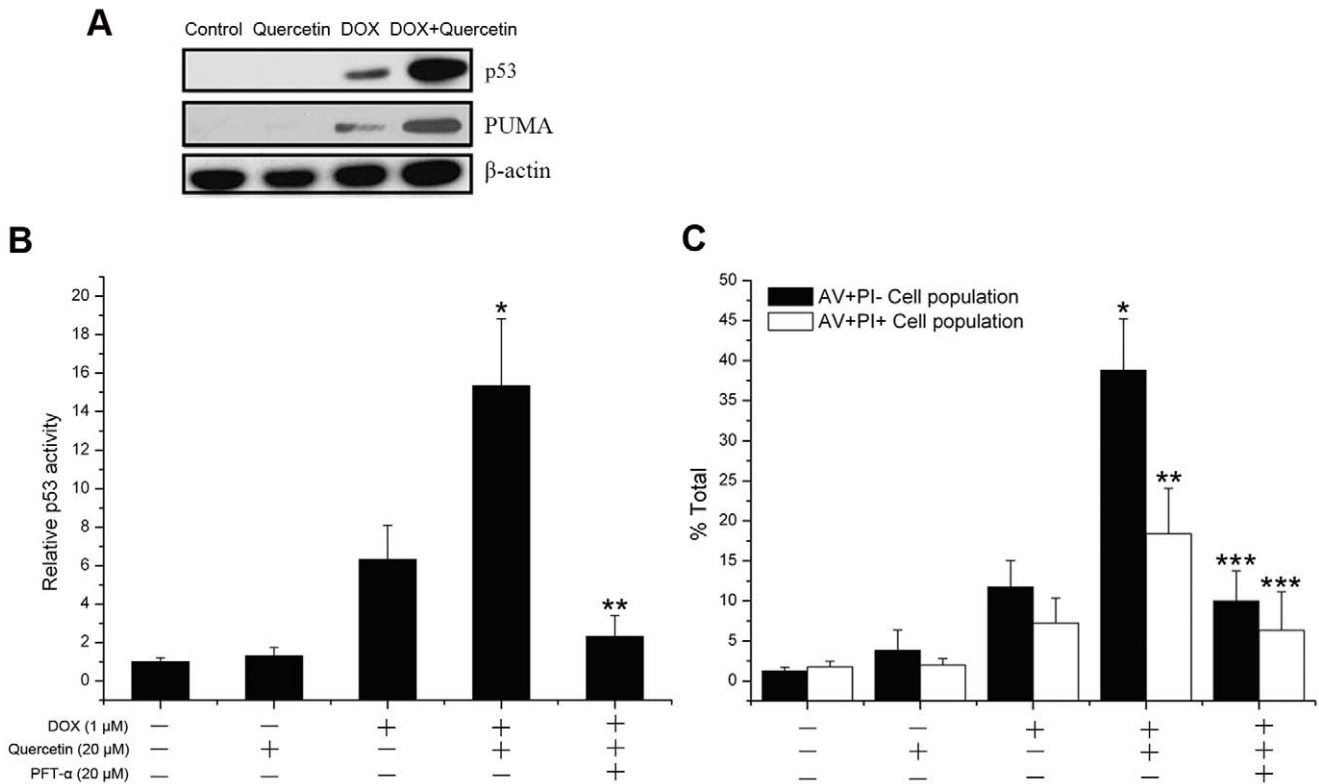 A
Control Quercetin DOX DOX+Quercetin
p53
PUMA
β-actin
B
20
18
16
14
12
10
8
6
4
2
0
Relative p53 activity
*
**
DOX (1 µM) — — + + +
Quercetin (20 µM) — + — + +
PFT-α (20 µM) — — — — +
C
50
45
40
35
30
25
20
15
10
5
0
% Total
AV+PI- Cell population
AV+PI+ Cell population
*
**
***
***
— — + + +
— + — + +
— — — — +